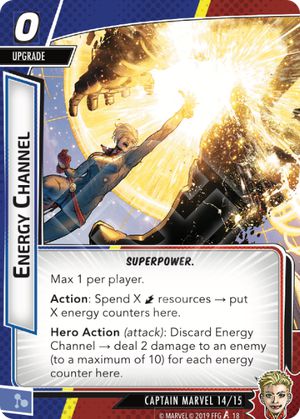 0
UPGRADE
ENERGY CHANNEL
SUPERPOWER.
Max 1 per player.
Action: Spend X resources → put
X energy counters here.
Hero Action (attack): Discard Energy
Channel → deal 2 damage to an enemy
(to a maximum of 10) for each energy
counter here.
CAPTAIN MARVEL 14/15
© MARVEL © 2019 FFG A 18